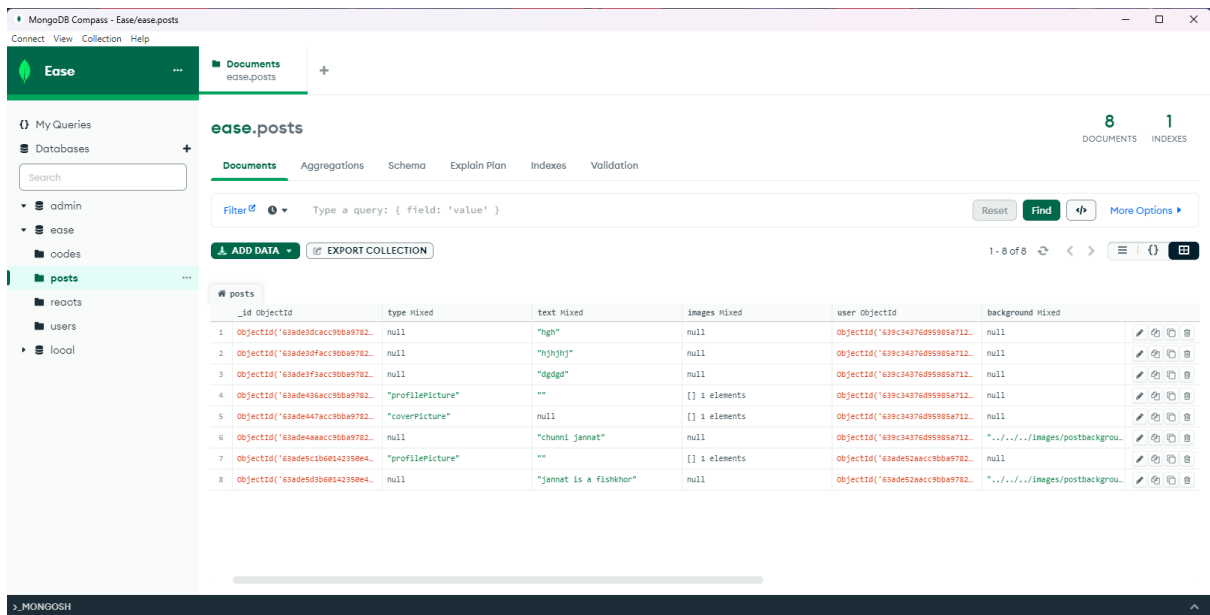 MongoDB Compass - Ease/ease.posts
Connect View Collection Help
Ease
Documents
ease.posts
{} My Queries
Databases
Search
admin
ease
codes
posts
reacts
users
local
ease.posts
8
DOCUMENTS
1
INDEXES
Documents Aggregations Schema Explain Plan Indexes Validation
Filter Type a query: { field: 'value' } Reset Find </> More Options
ADD DATA EXPORT COLLECTION 1 - 8 of 8 {}
posts
_id ObjectId type Mixed text Mixed images Mixed user ObjectId background Mixed
1 ObjectId('63ade3dcacc9bba9782… null "hgh" null ObjectId('639c34376d95985a712… null
2 ObjectId('63ade3dfacc9bba9782… null "hjhjhj" null ObjectId('639c34376d95985a712… null
3 ObjectId('63ade3f3acc9bba9782… null "dgdgd" null ObjectId('639c34376d95985a712… null
4 ObjectId('63ade436acc9bba9782… "profilePicture" "" [] 1 elements ObjectId('639c34376d95985a712… null
5 ObjectId('63ade447acc9bba9782… "coverPicture" null [] 1 elements ObjectId('639c34376d95985a712… null
6 ObjectId('63ade4aaacc9bba9782… null "chunni jannat" null ObjectId('639c34376d95985a712… "../../../images/postbackgrou…
7 ObjectId('63ade5c1b60142350e4… "profilePicture" "" [] 1 elements ObjectId('63ade52aacc9bba9782… null
8 ObjectId('63ade5d3b60142350e4… null "jannat is a fishkhor" null ObjectId('63ade52aacc9bba9782… "../../../images/postbackgrou…
>_MONGOSH